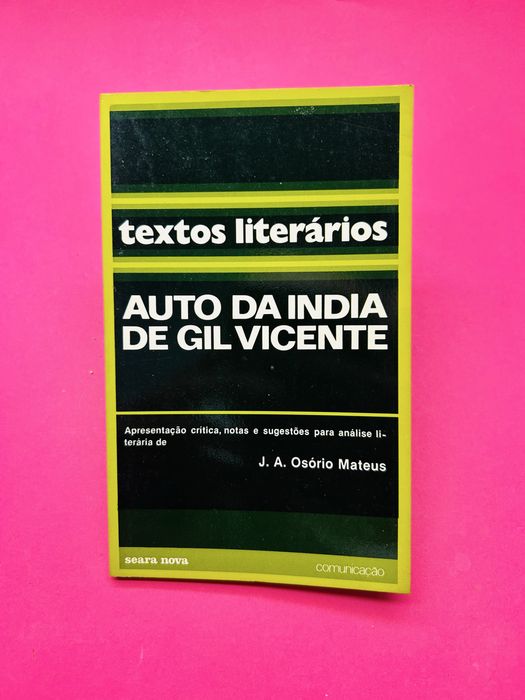 textos literários
AUTO DA INDIA
DE GIL VICENTE
Apresentação crítica, notas e sugestões para análise li-
terária de
J. A. Osório Mateus
seara nova
comunicação